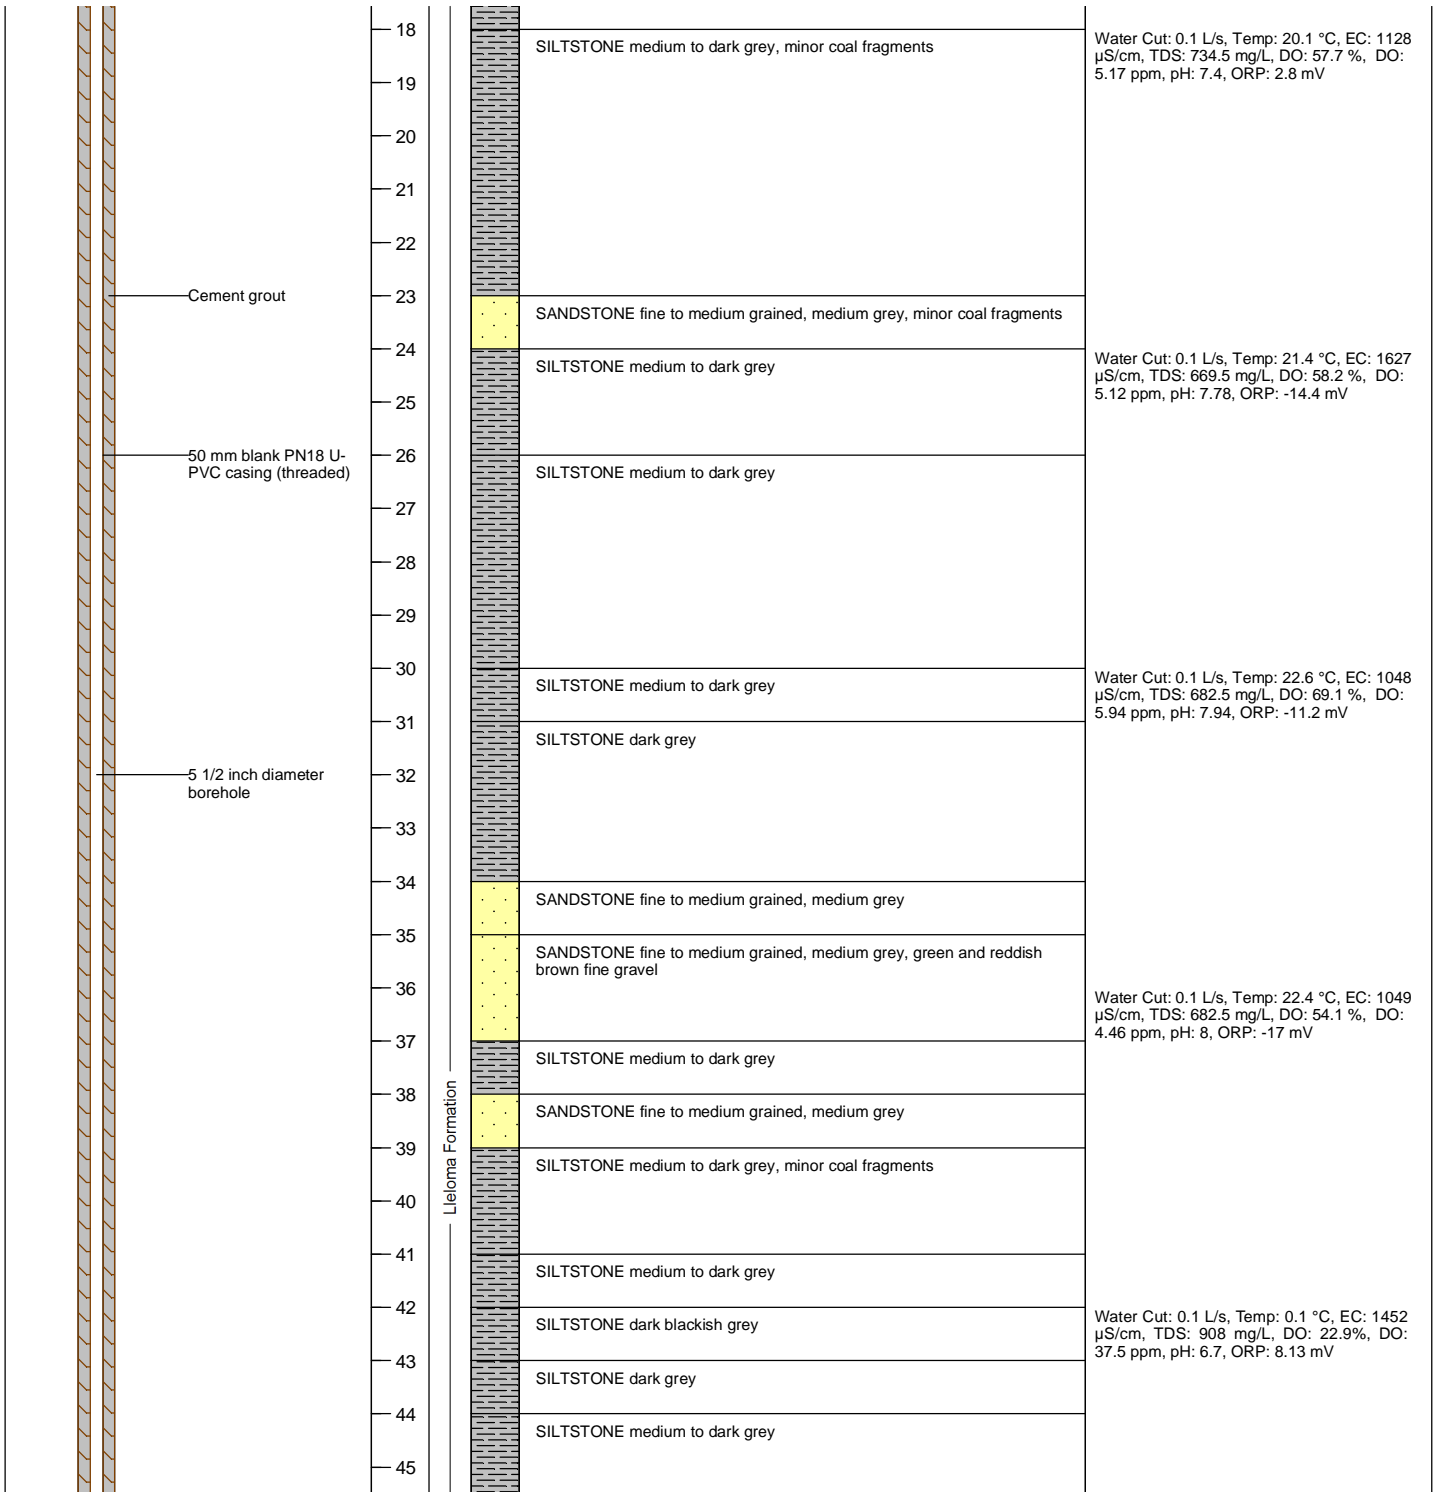 18
SILTSTONE medium to dark grey, minor coal fragments
Water Cut: 0.1 L/s, Temp: 20.1 °C, EC: 1128
µS/cm, TDS: 734.5 mg/L, DO: 57.7 %, DO:
5.17 ppm, pH: 7.4, ORP: 2.8 mV
19
20
21
22
Cement grout
23
SANDSTONE fine to medium grained, medium grey, minor coal fragments
24
SILTSTONE medium to dark grey
Water Cut: 0.1 L/s, Temp: 21.4 °C, EC: 1627
µS/cm, TDS: 669.5 mg/L, DO: 58.2 %, DO:
5.12 ppm, pH: 7.78, ORP: -14.4 mV
25
50 mm blank PN18 U-
PVC casing (threaded)
26
SILTSTONE medium to dark grey
27
28
29
30
SILTSTONE medium to dark grey
Water Cut: 0.1 L/s, Temp: 22.6 °C, EC: 1048
µS/cm, TDS: 682.5 mg/L, DO: 69.1 %, DO:
5.94 ppm, pH: 7.94, ORP: -11.2 mV
31
SILTSTONE dark grey
5 1/2 inch diameter
borehole
32
33
34
SANDSTONE fine to medium grained, medium grey
35
SANDSTONE fine to medium grained, medium grey, green and reddish
brown fine gravel
36
Water Cut: 0.1 L/s, Temp: 22.4 °C, EC: 1049
µS/cm, TDS: 682.5 mg/L, DO: 54.1 %, DO:
4.46 ppm, pH: 8, ORP: -17 mV
37
SILTSTONE medium to dark grey
38
SANDSTONE fine to medium grained, medium grey
Lleloma Formation
39
SILTSTONE medium to dark grey, minor coal fragments
40
41
SILTSTONE medium to dark grey
42
SILTSTONE dark blackish grey
Water Cut: 0.1 L/s, Temp: 0.1 °C, EC: 1452
µS/cm, TDS: 908 mg/L, DO: 22.9%, DO:
37.5 ppm, pH: 6.7, ORP: 8.13 mV
43
SILTSTONE dark grey
44
SILTSTONE medium to dark grey
45